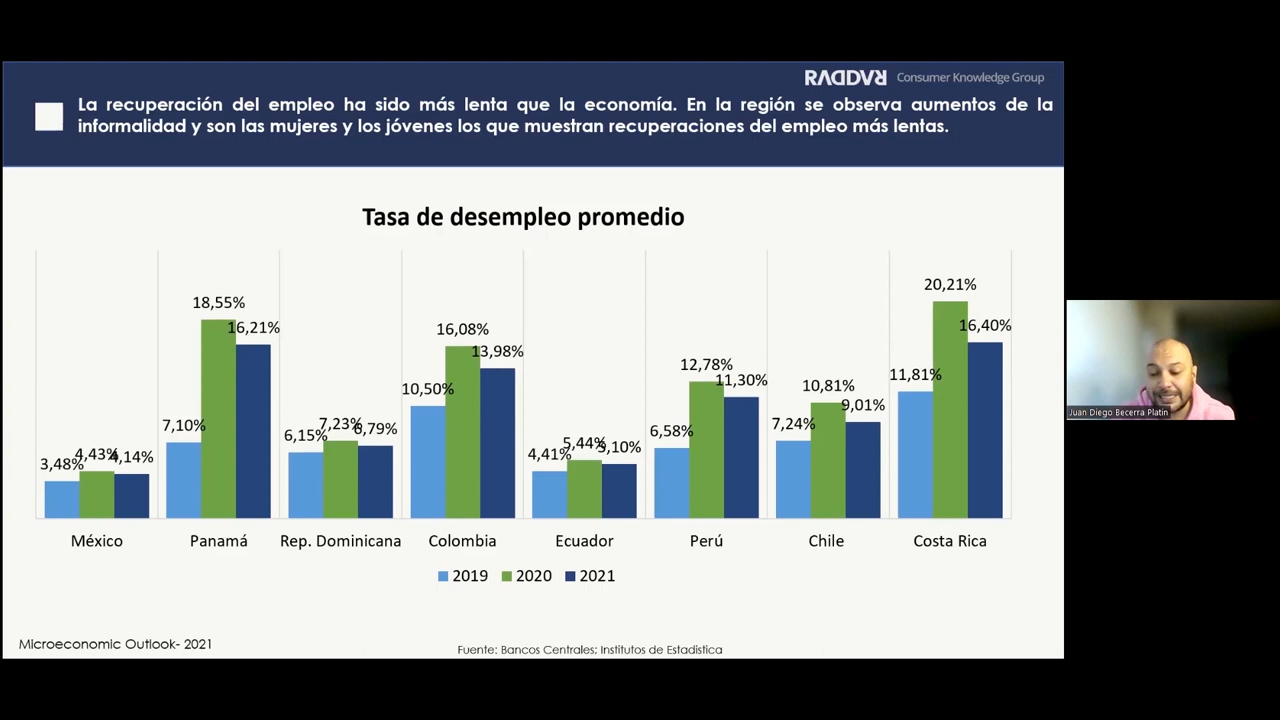 RADDAR Consumer Knowledge Group
La recuperación del empleo ha sido más lenta que la economía. En la región se observa aumentos de la
informalidad y son las mujeres y los jóvenes los que muestran recuperaciones del empleo más lentas.
Tasa de desempleo promedio
3,48% 4,43% 4,14%
7,10% 18,55% 16,21%
6,15% 7,23% 6,79%
10,50% 16,08% 13,98%
4,41% 5,44% 5,10%
6,58% 12,78% 11,30%
7,24% 10,81% 9,01%
11,81% 20,21% 16,40%
México Panamá Rep. Dominicana Colombia Ecuador Perú Chile Costa Rica
2019 2020 2021
Microeconomic Outlook- 2021
Fuente: Bancos Centrales; Institutos de Estadística
Juan Diego Becerra Platín